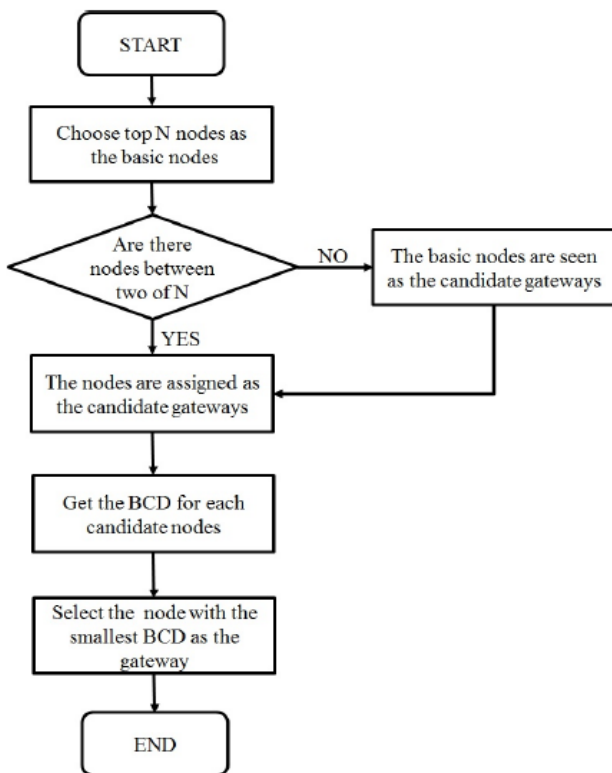 START
Choose top N nodes as
the basic nodes
Are there
nodes between
two of N
NO
The basic nodes are seen
as the candidate gateways
YES
The nodes are assigned as
the candidate gateways
Get the BCD for each
candidate nodes
Select the node with the
smallest BCD as the
gateway
END